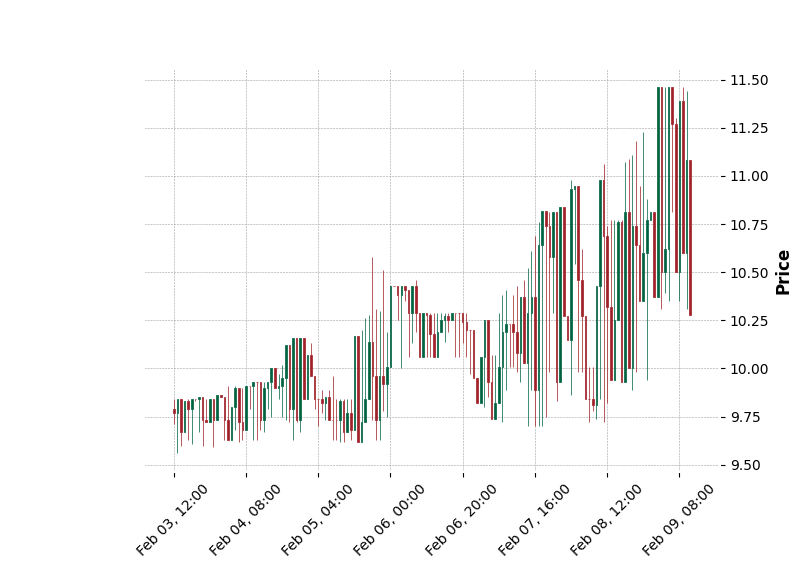 11.50
11.25
11.00
10.75
10.50
10.25
10.00
9.75
9.50
Price
Feb 03, 12:00
Feb 04, 08:00
Feb 05, 04:00
Feb 06, 00:00
Feb 06, 20:00
Feb 07, 16:00
Feb 08, 12:00
Feb 09, 08:00